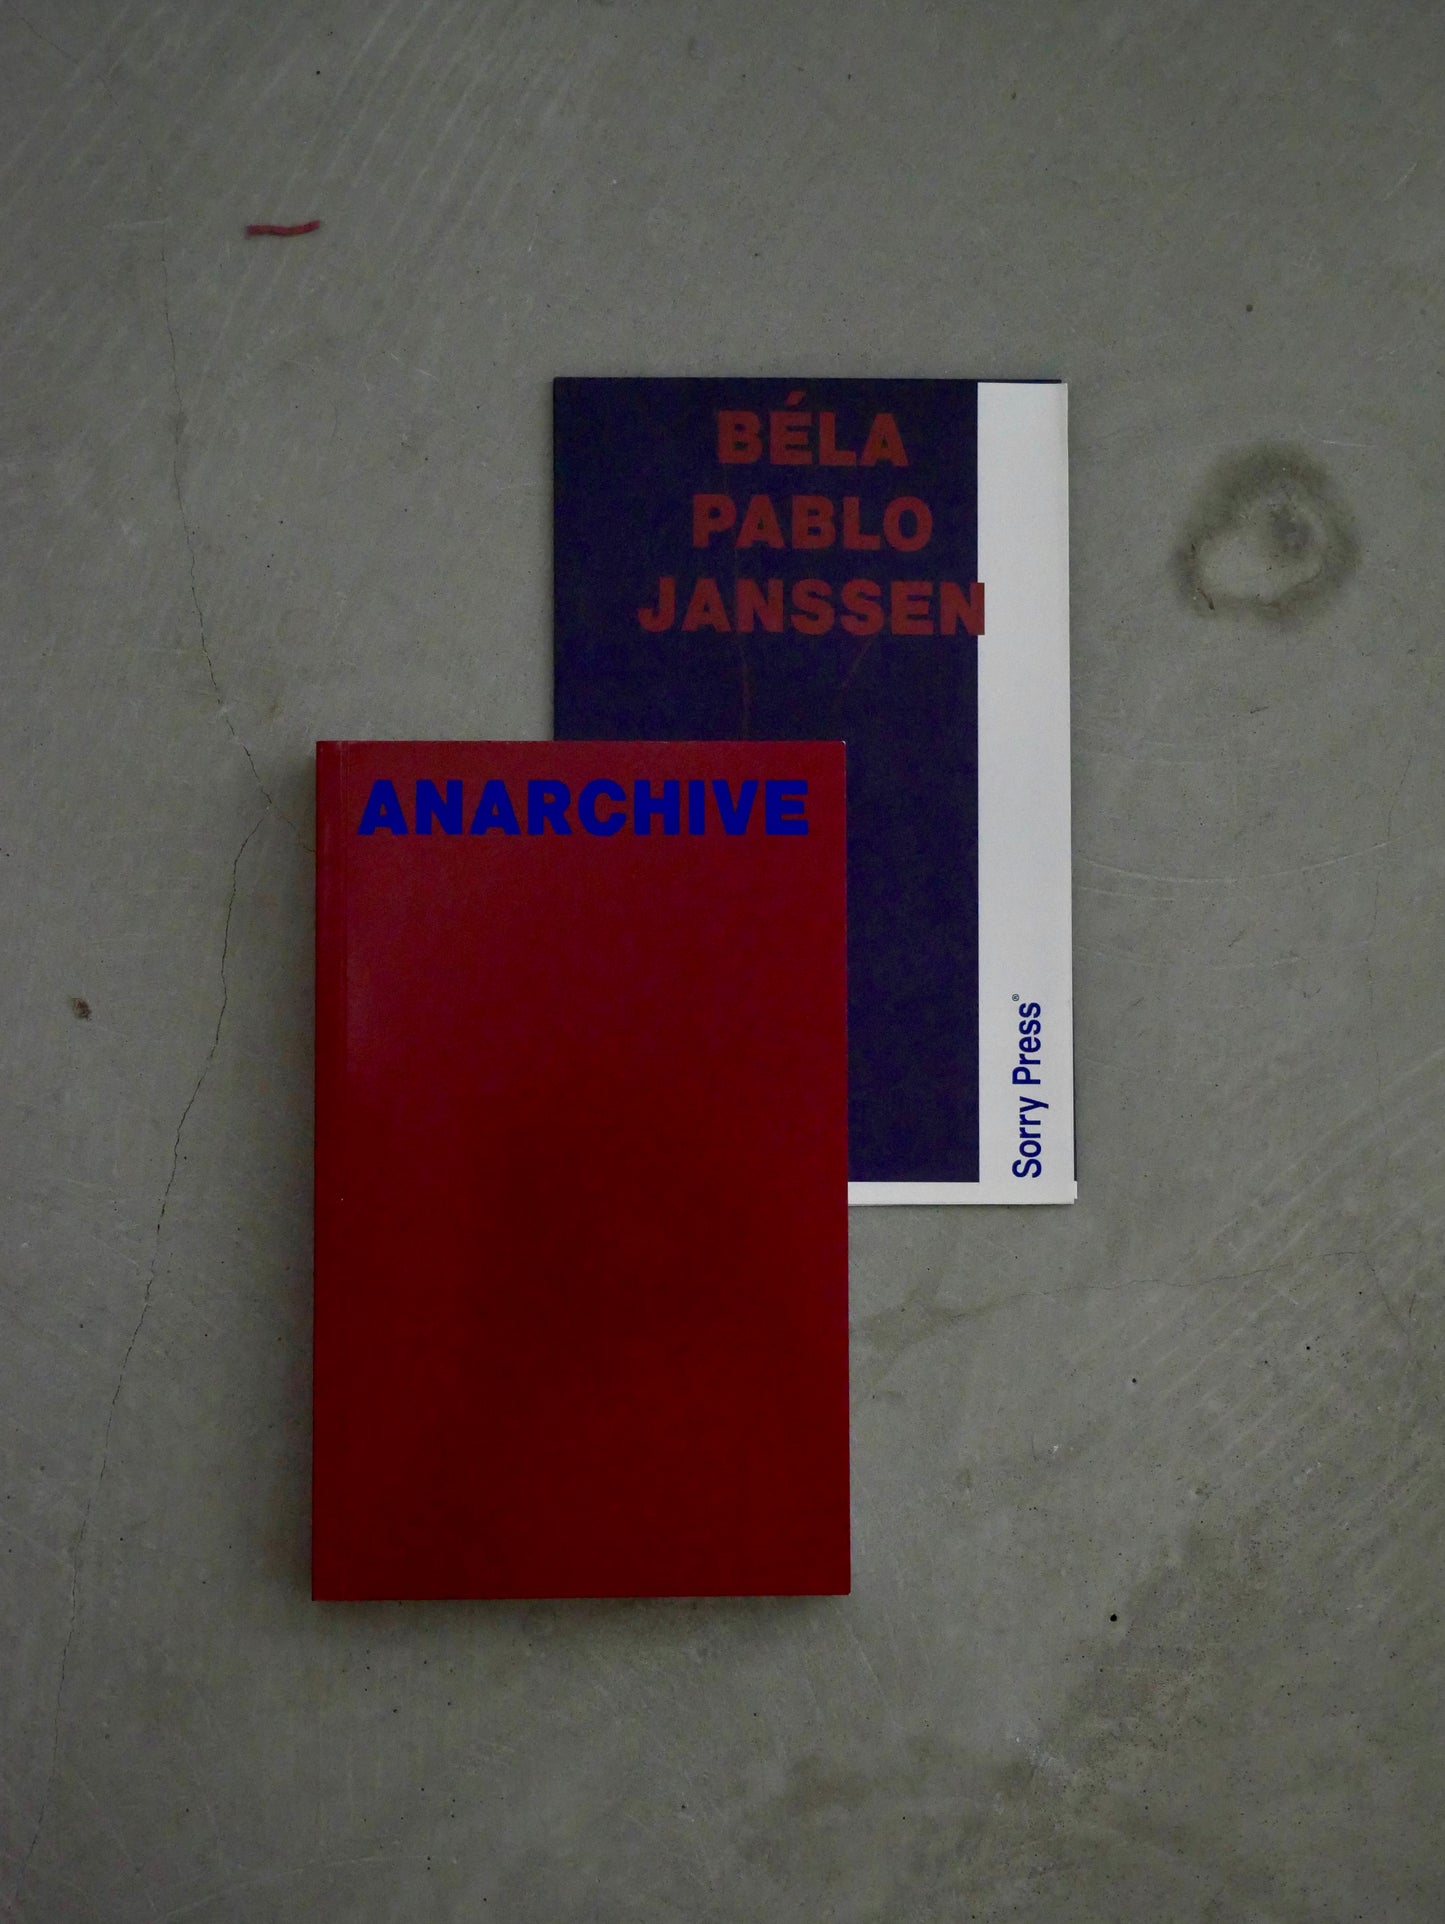 BÉLA
PABLO
JANSSEN
ANARCHIVE
Sorry Press®